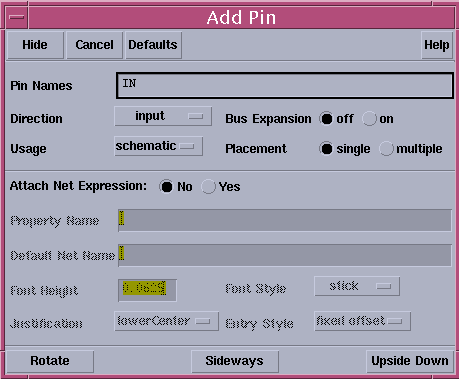 Add Pin
Hide Cancel Defaults Help
Pin Names IN
Direction input Bus Expansion off on
Usage schematic Placement single multiple
Attach Net Expression: No Yes
Property Name
Default Net Name
Font Height 0.0625 Font Style stick
Justification lowerCenter Entry Style fixed offset
Rotate Sideways Upside Down